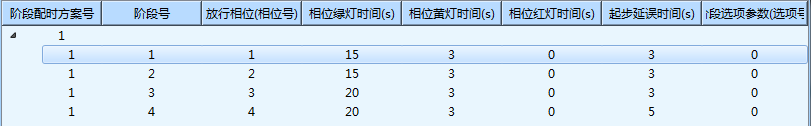 阶段配时方案号 阶段号 放行相位(相位号) 相位绿灯时间(s) 相位黄灯时间(s) 相位红灯时间(s) 起步延误时间(s) 段选项参数(选项号
1
1 1 1 15 3 0 3 0
1 2 2 15 3 0 3 0
1 3 3 20 3 0 3 0
1 4 4 20 3 0 5 0